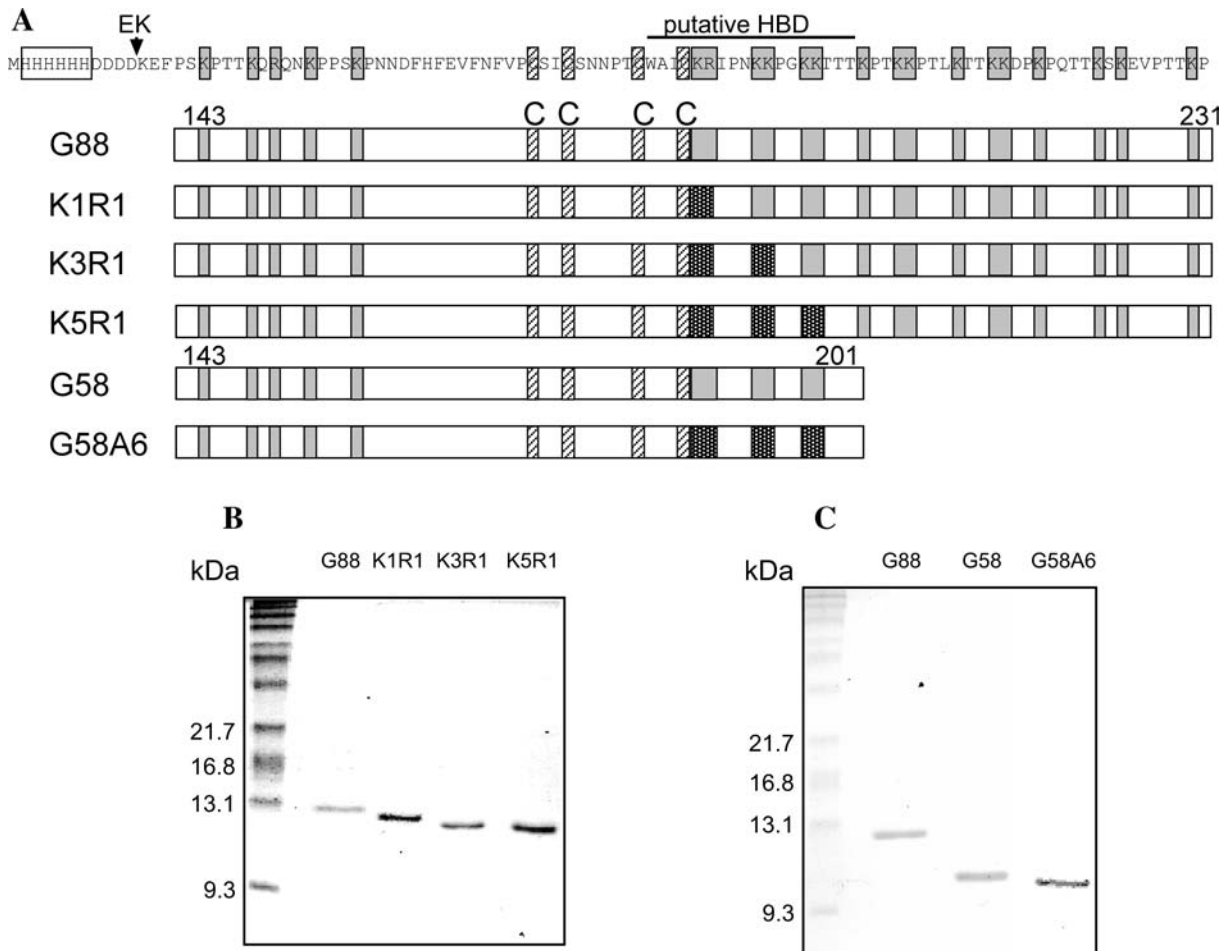 A
EK
putative HBD
MHHHHHHDDDDKEFPSKPTTKQRQNKPPSKPNNDFHFEVFNFVPCSICSNNPTCWAICKRIPNKKPGKKTTTKPTKKPTLKTTKKDPKPQTTKSKEVPTTKP
143 C C C C 231
G88
K1R1
K3R1
K5R1
143 201
G58
G58A6
B
kDa G88 K1R1 K3R1 K5R1
21.7
16.8
13.1
9.3
C
kDa G88 G58 G58A6
21.7
16.8
13.1
9.3